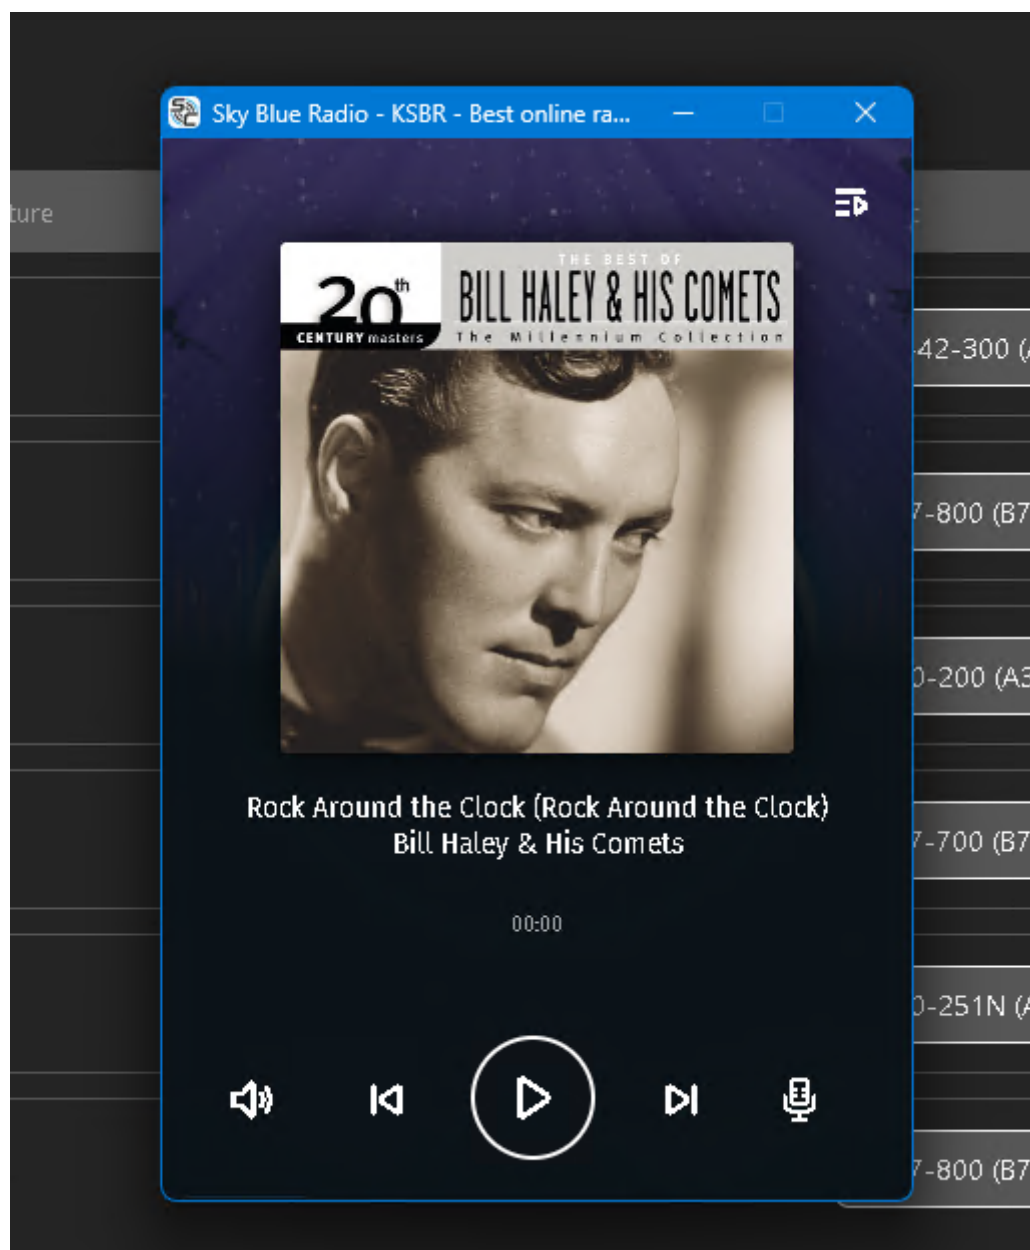 Sky Blue Radio - KSBR - Best online ra...
ture
THE BEST OF
20th
BILL HALEY & HIS COMETS
CENTURY masters
The Millennium Collection
-42-300 (A
7-800 (B7
0-200 (A3
7-700 (B7
Rock Around the Clock (Rock Around the Clock)
Bill Haley & His Comets
00:00
0-251N (A
7-800 (B7